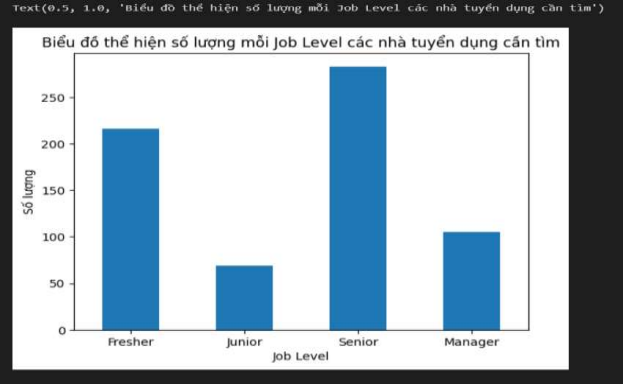 Text(0.5, 1.0, 'Biểu đồ thể hiện số lượng mỗi Job Level các nhà tuyển dụng cần tìm')
Biểu đồ thể hiện số lượng mỗi Job Level các nhà tuyển dụng cần tìm
250
200
150
100
50
0
Số lượng
Fresher Junior Senior Manager
Job Level